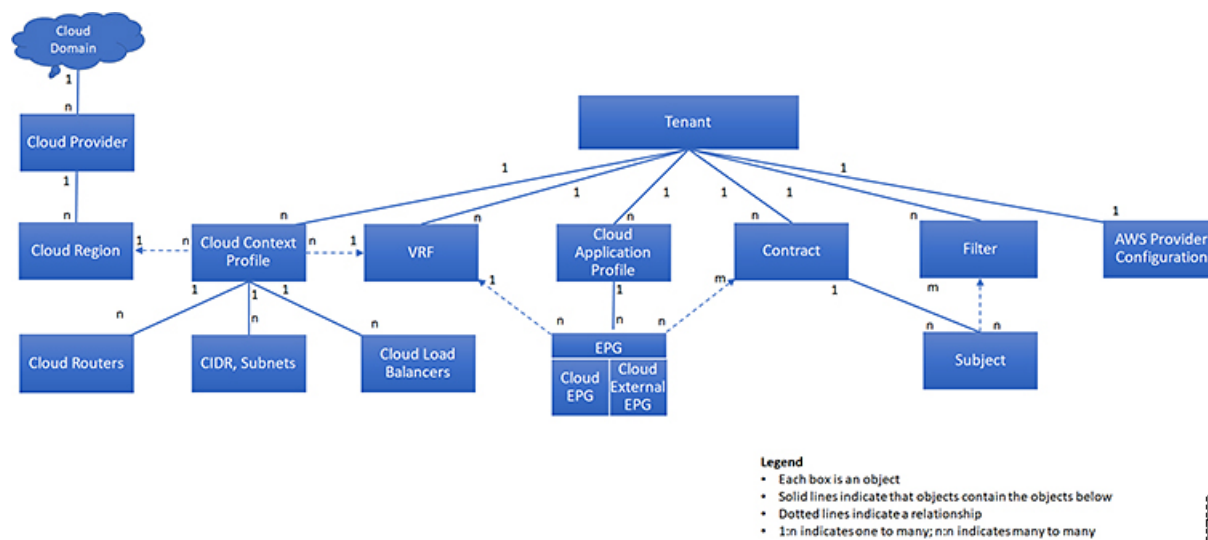 Cloud
Domain
1
n
Cloud Provider
Tenant
1
n
1
1
1
1
1
1
n
n
n
n
n
1
Cloud Region
1
n
Cloud Context
Profile
n
1
VRF
Cloud
Application
Profile
Contract
Filter
AWS Provider
Configuration
1
1
1
1
1
m
1
m
n
n
n
n
n
n
n
n
Cloud Routers
CIDR, Subnets
Cloud Load
Balancers
EPG
Cloud
EPG
Cloud
External
EPG
Subject
Legend
• Each box is an object
• Solid lines indicate that objects contain the objects below
• Dotted lines indicate a relationship
• 1:n indicates one to many; n:n indicates many to many